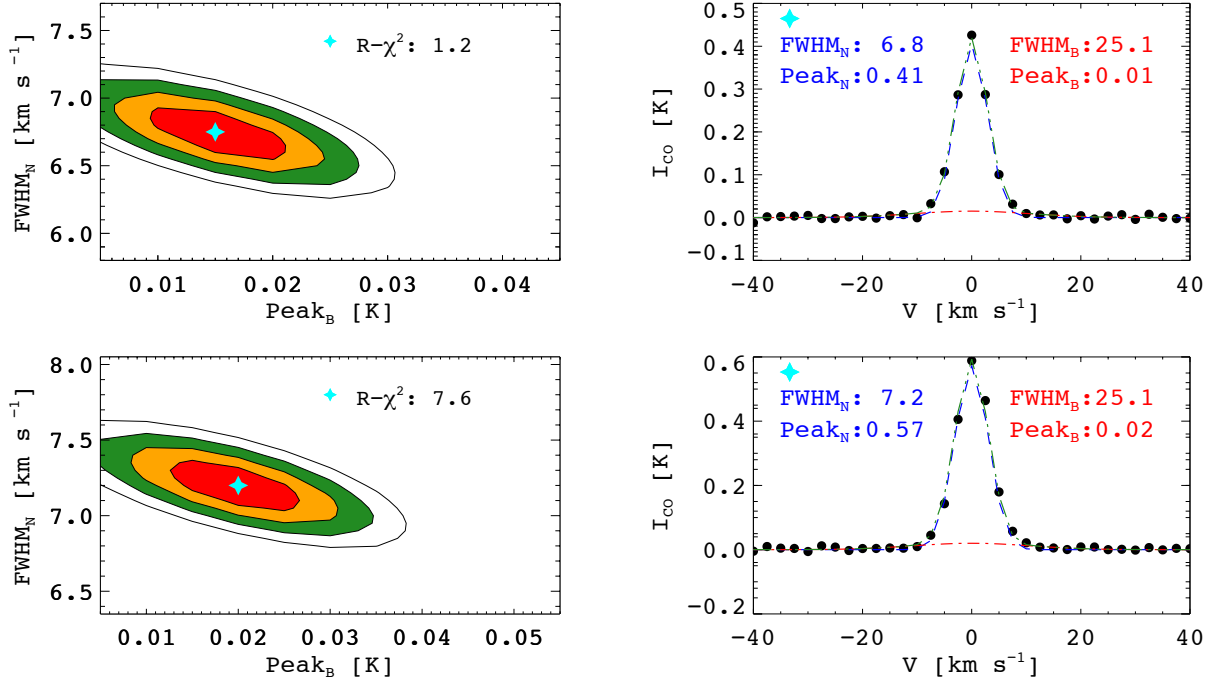 7.5
7.0
6.5
6.0
FWHM_N [km s⁻¹]
R−χ²: 1.2
0.01 0.02 0.03 0.04
Peak_B [K]
0.5
0.4
0.3
0.2
0.1
0.0
−0.1
I_CO [K]
FWHM_N: 6.8 FWHM_B:25.1
Peak_N:0.41 Peak_B:0.01
−40 −20 0 20 40
V [km s⁻¹]
8.0
7.5
7.0
6.5
FWHM_N [km s⁻¹]
R−χ²: 7.6
0.01 0.02 0.03 0.04 0.05
Peak_B [K]
0.6
0.4
0.2
0.0
−0.2
I_CO [K]
FWHM_N: 7.2 FWHM_B:25.1
Peak_N:0.57 Peak_B:0.02
−40 −20 0 20 40
V [km s⁻¹]